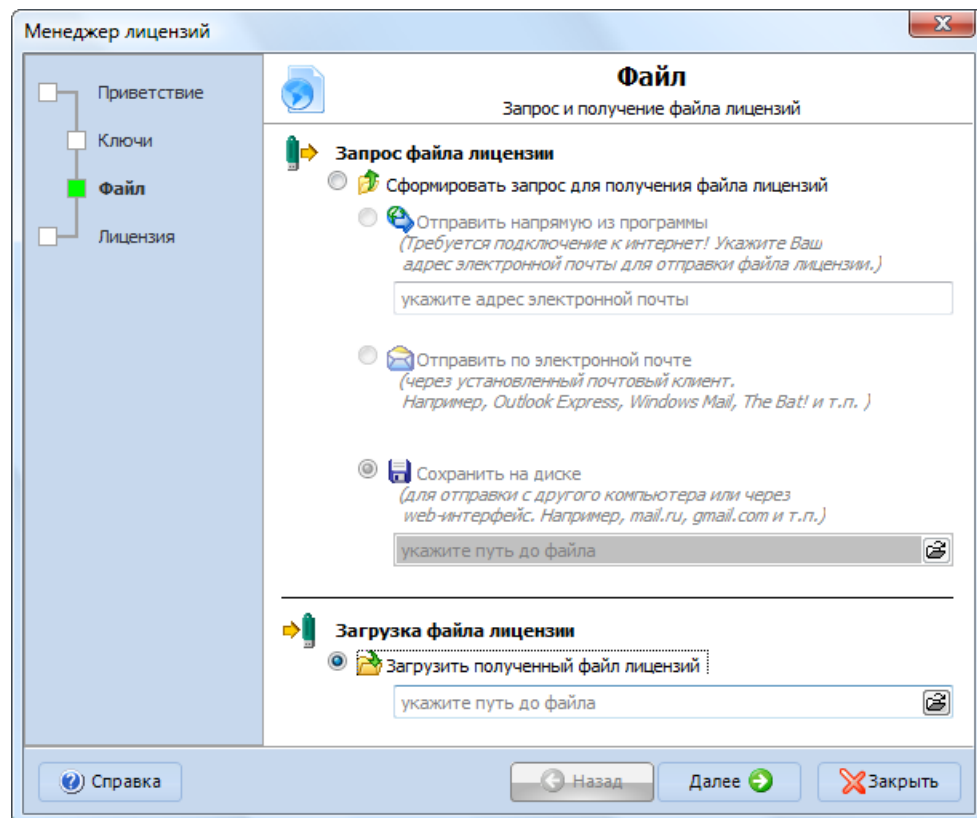 Менеджер лицензий
Приветствие
Ключи
Файл
Лицензия
Файл
Запрос и получение файла лицензий
Запрос файла лицензии
Сформировать запрос для получения файла лицензий
Отправить напрямую из программы
(Требуется подключение к интернет! Укажите Ваш
адрес электронной почты для отправки файла лицензии.)
укажите адрес электронной почты
Отправить по электронной почте
(через установленный почтовый клиент.
Например, Outlook Express, Windows Mail, The Bat! и т.п. )
Сохранить на диске
(для отправки с другого компьютера или через
web-интерфейс. Например, mail.ru, gmail.com и т.п.)
укажите путь до файла
Загрузка файла лицензии
Загрузить полученный файл лицензий
укажите путь до файла
Справка
Назад
Далее
Закрыть